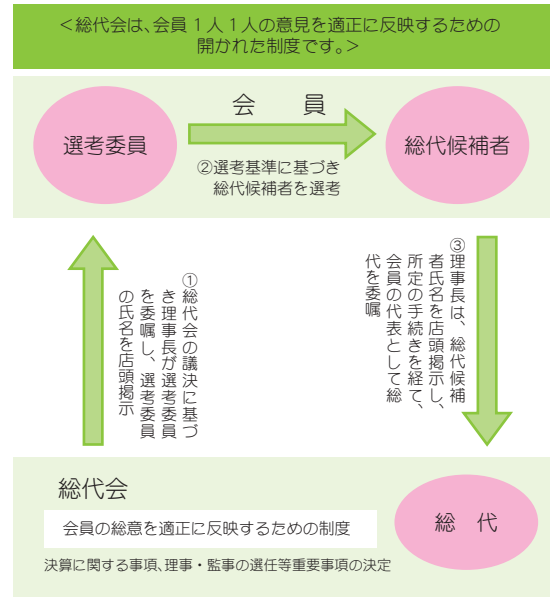 ＜総代会は、会員１人１人の意見を適正に反映するための
開かれた制度です。＞
会　員
選考委員
総代候補者
②選考基準に基づき
総代候補者を選考
①総代会の議決に基づ
き理事長が選考委員
を委嘱し、選考委員
の氏名を店頭掲示
③理事長は、総代候補
者氏名を店頭掲示し、
所定の手続きを経て、
会員の代表として総
代を委嘱
総代会
会員の総意を適正に反映するための制度
決算に関する事項、理事・監事の選任等重要事項の決定
総　代